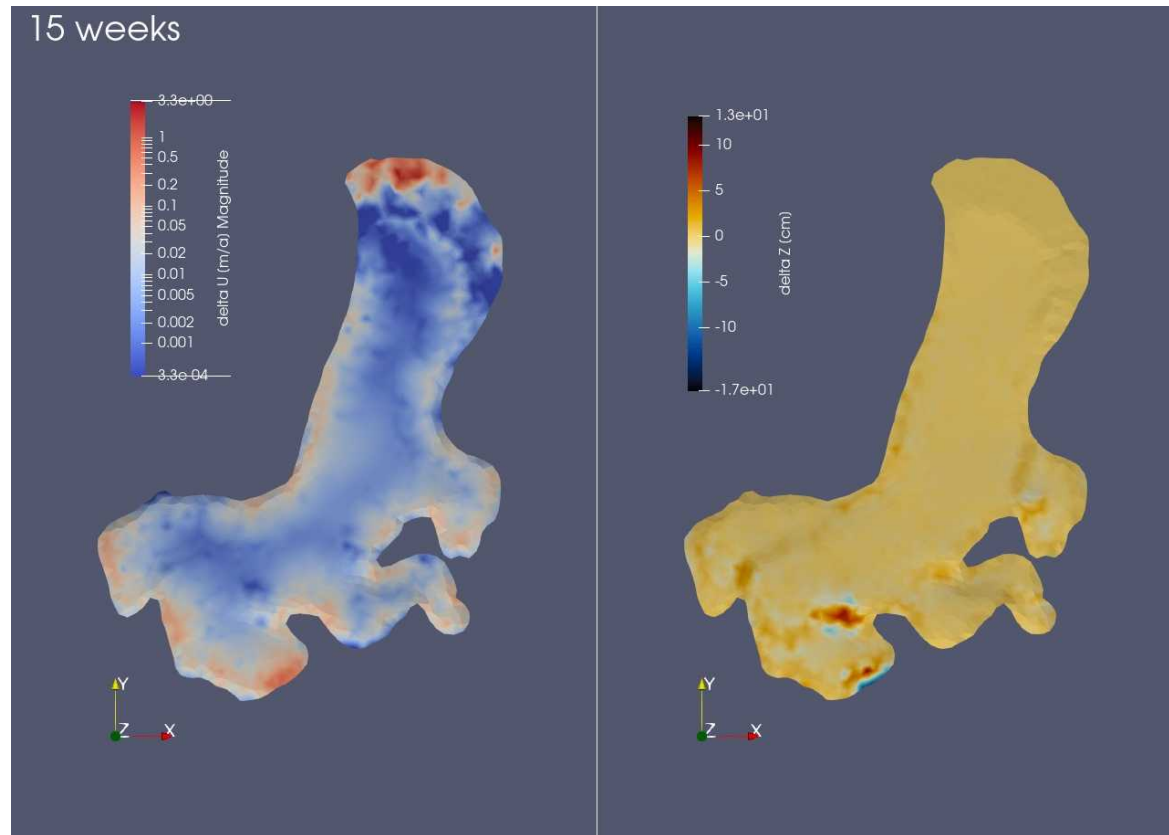 15 weeks
3.3e+00
1
0.5
0.2
0.1
0.05
0.02
0.01
0.005
0.002
0.001
3.3e-04
delta U (m/a) Magnitude
Y
Z X
1.3e+01
10
5
0
-5
-10
-1.7e+01
delta Z (cm)
Y
Z X